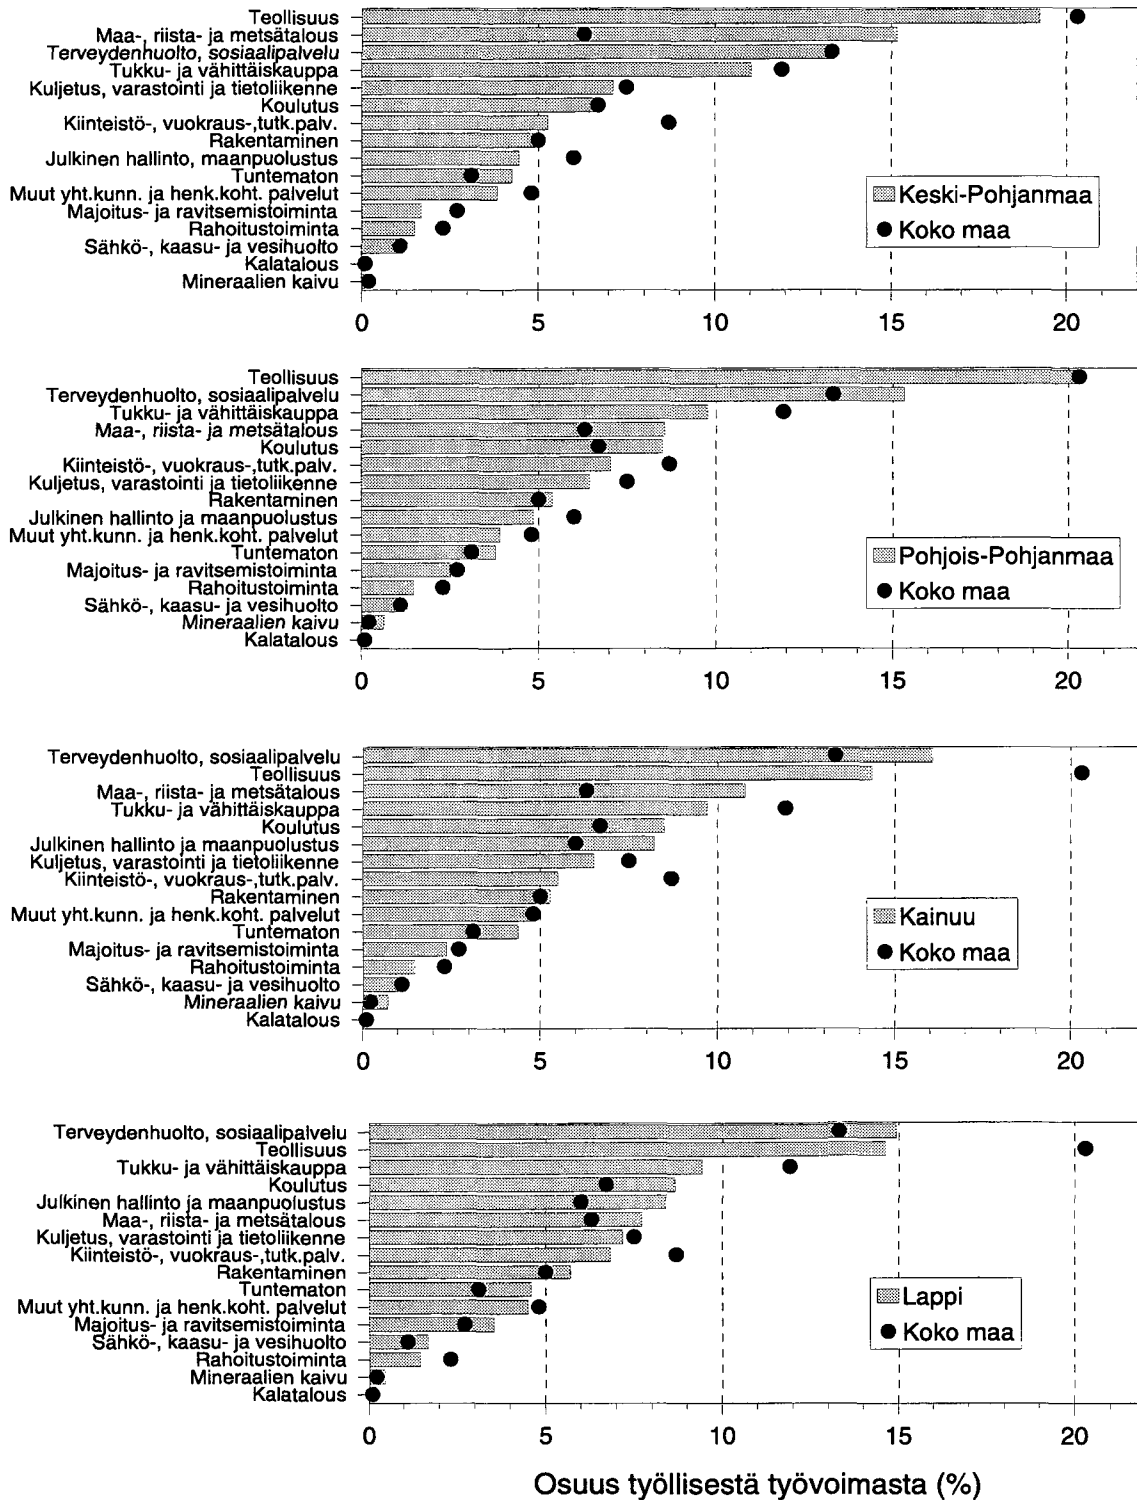 Teollisuus
Maa-, riista- ja metsätalous
Terveydenhuolto, sosiaalipalvelu
Tukku- ja vähittäiskauppa
Kuljetus, varastointi ja tietoliikenne
Koulutus
Kiinteistö-, vuokraus-,tutk.palv.
Rakentaminen
Julkinen hallinto, maanpuolustus
Tuntematon
Muut yht.kunn. ja henk.koht. palvelut
Majoitus- ja ravitsemistoiminta
Rahoitustoiminta
Sähkö-, kaasu- ja vesihuolto
Kalatalous
Mineraalien kaivu
Keski-Pohjanmaa
Koko maa
0 5 10 15 20
Teollisuus
Terveydenhuolto, sosiaalipalvelu
Tukku- ja vähittäiskauppa
Maa-, riista- ja metsätalous
Koulutus
Kiinteistö-, vuokraus-,tutk.palv.
Kuljetus, varastointi ja tietoliikenne
Rakentaminen
Julkinen hallinto ja maanpuolustus
Muut yht.kunn. ja henk.koht. palvelut
Tuntematon
Majoitus- ja ravitsemistoiminta
Rahoitustoiminta
Sähkö-, kaasu- ja vesihuolto
Mineraalien kaivu
Kalatalous
Pohjois-Pohjanmaa
Koko maa
0 5 10 15 20
Terveydenhuolto, sosiaalipalvelu
Teollisuus
Maa-, riista- ja metsätalous
Tukku- ja vähittäiskauppa
Koulutus
Julkinen hallinto ja maanpuolustus
Kuljetus, varastointi ja tietoliikenne
Kiinteistö-, vuokraus-,tutk.palv.
Rakentaminen
Muut yht.kunn. ja henk.koht. palvelut
Tuntematon
Majoitus- ja ravitsemistoiminta
Rahoitustoiminta
Sähkö-, kaasu- ja vesihuolto
Mineraalien kaivu
Kalatalous
Kainuu
Koko maa
0 5 10 15 20
Terveydenhuolto, sosiaalipalvelu
Teollisuus
Tukku- ja vähittäiskauppa
Koulutus
Julkinen hallinto ja maanpuolustus
Maa-, riista- ja metsätalous
Kuljetus, varastointi ja tietoliikenne
Kiinteistö-, vuokraus-,tutk.palv.
Rakentaminen
Tuntematon
Muut yht.kunn. ja henk.koht. palvelut
Majoitus- ja ravitsemistoiminta
Sähkö-, kaasu- ja vesihuolto
Rahoitustoiminta
Mineraalien kaivu
Kalatalous
Lappi
Koko maa
0 5 10 15 20
Osuus työllisestä työvoimasta (%)